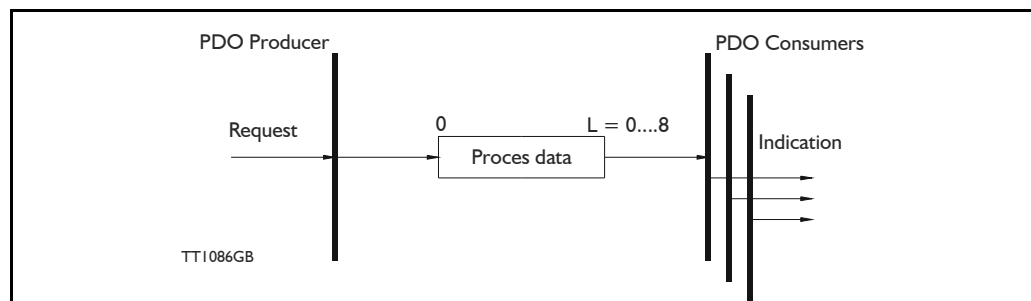 PDO Producer
PDO Consumers
Request
0
L = 0....8
Proces data
Indication
TT1086GB